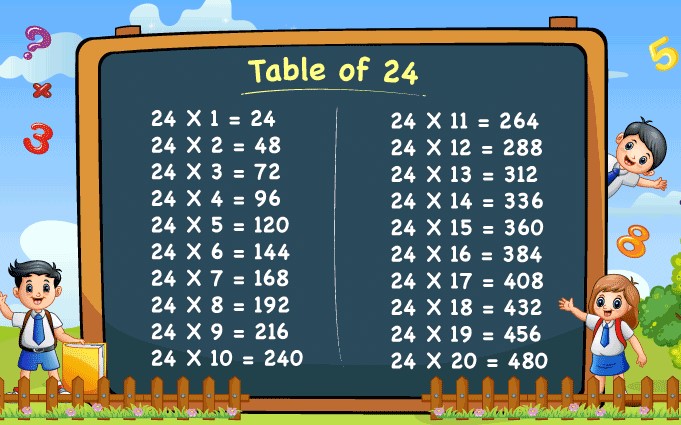 Table of 24
24 X 1 = 24
24 X 2 = 48
24 X 3 = 72
24 X 4 = 96
24 X 5 = 120
24 X 6 = 144
24 X 7 = 168
24 X 8 = 192
24 X 9 = 216
24 X 10 = 240
24 X 11 = 264
24 X 12 = 288
24 X 13 = 312
24 X 14 = 336
24 X 15 = 360
24 X 16 = 384
24 X 17 = 408
24 X 18 = 432
24 X 19 = 456
24 X 20 = 480
?
x
3
5
8